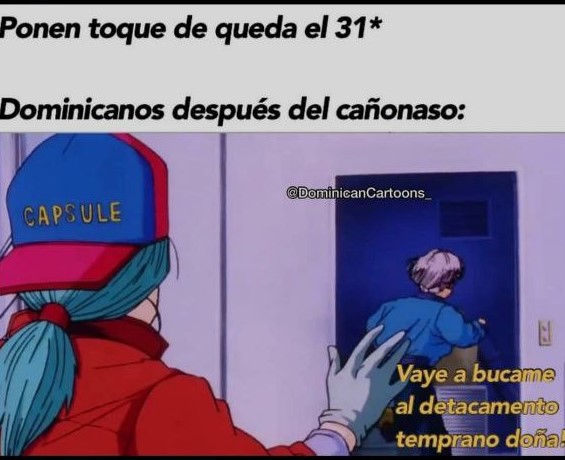 Ponen toque de queda el 31*
Dominicanos después del cañonaso:
@DominicanCartoons_
CAPSULE
Vaye a bucame
al detacamento
temprano doña!